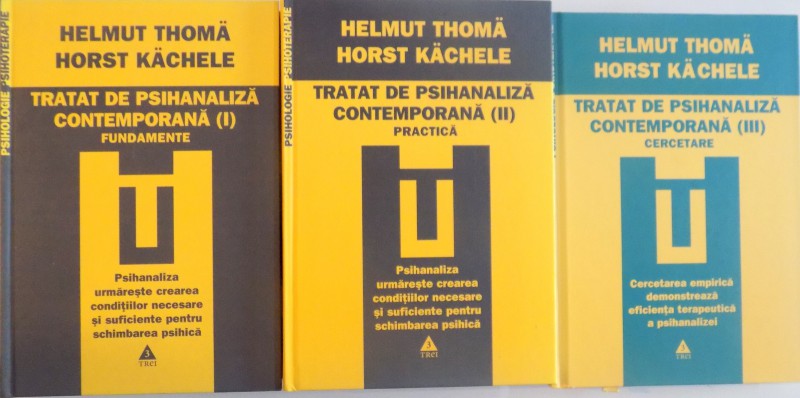 PSIHOLOGIE PSIHOTERAPIE
HELMUT THOMÄ
HORST KÄCHELE
TRATAT DE PSIHANALIZĂ
CONTEMPORANĂ (I)
FUNDAMENTE
Psihanaliza
urmărește crearea
condițiilor necesare
și suficiente pentru
schimbarea psihică
3
TREI
PSIHOLOGIE PSIHOTERAPIE
HELMUT THOMÄ
HORST KÄCHELE
TRATAT DE PSIHANALIZĂ
CONTEMPORANĂ (II)
PRACTICĂ
Psihanaliza
urmărește crearea
condițiilor necesare
și suficiente pentru
schimbarea psihică
3
TREI
HELMUT THOMÄ
HORST KÄCHELE
TRATAT DE PSIHANALIZĂ
CONTEMPORANĂ (III)
CERCETARE
Cercetarea empirică
demonstrează
eficiența terapeutică
a psihanalizei
3
TREI